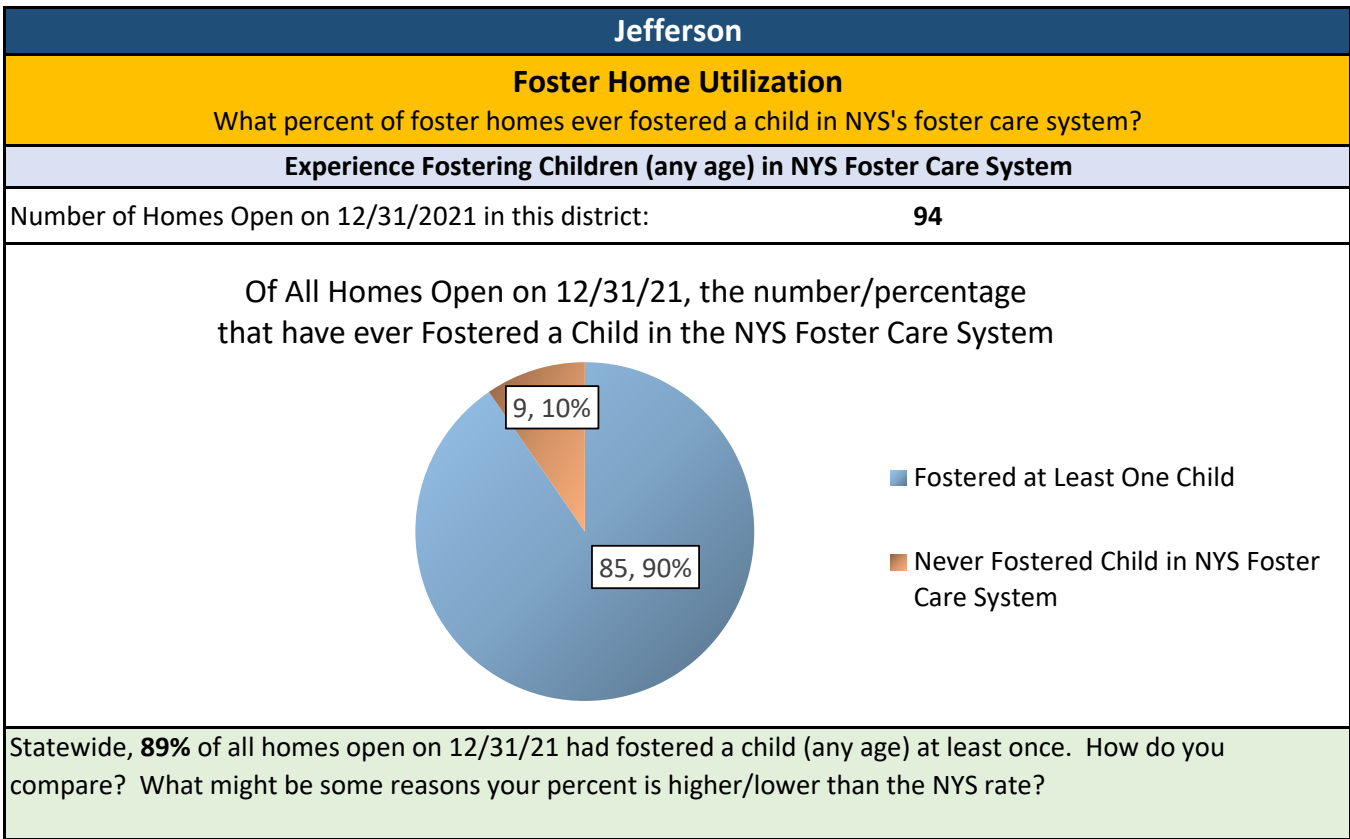 Jefferson
Foster Home Utilization
What percent of foster homes ever fostered a child in NYS's foster care system?
Experience Fostering Children (any age) in NYS Foster Care System
Number of Homes Open on 12/31/2021 in this district: 94
Of All Homes Open on 12/31/21, the number/percentage
that have ever Fostered a Child in the NYS Foster Care System
9, 10%
85, 90%
Fostered at Least One Child
Never Fostered Child in NYS Foster
Care System
Statewide, 89% of all homes open on 12/31/21 had fostered a child (any age) at least once.  How do you
compare?  What might be some reasons your percent is higher/lower than the NYS rate?